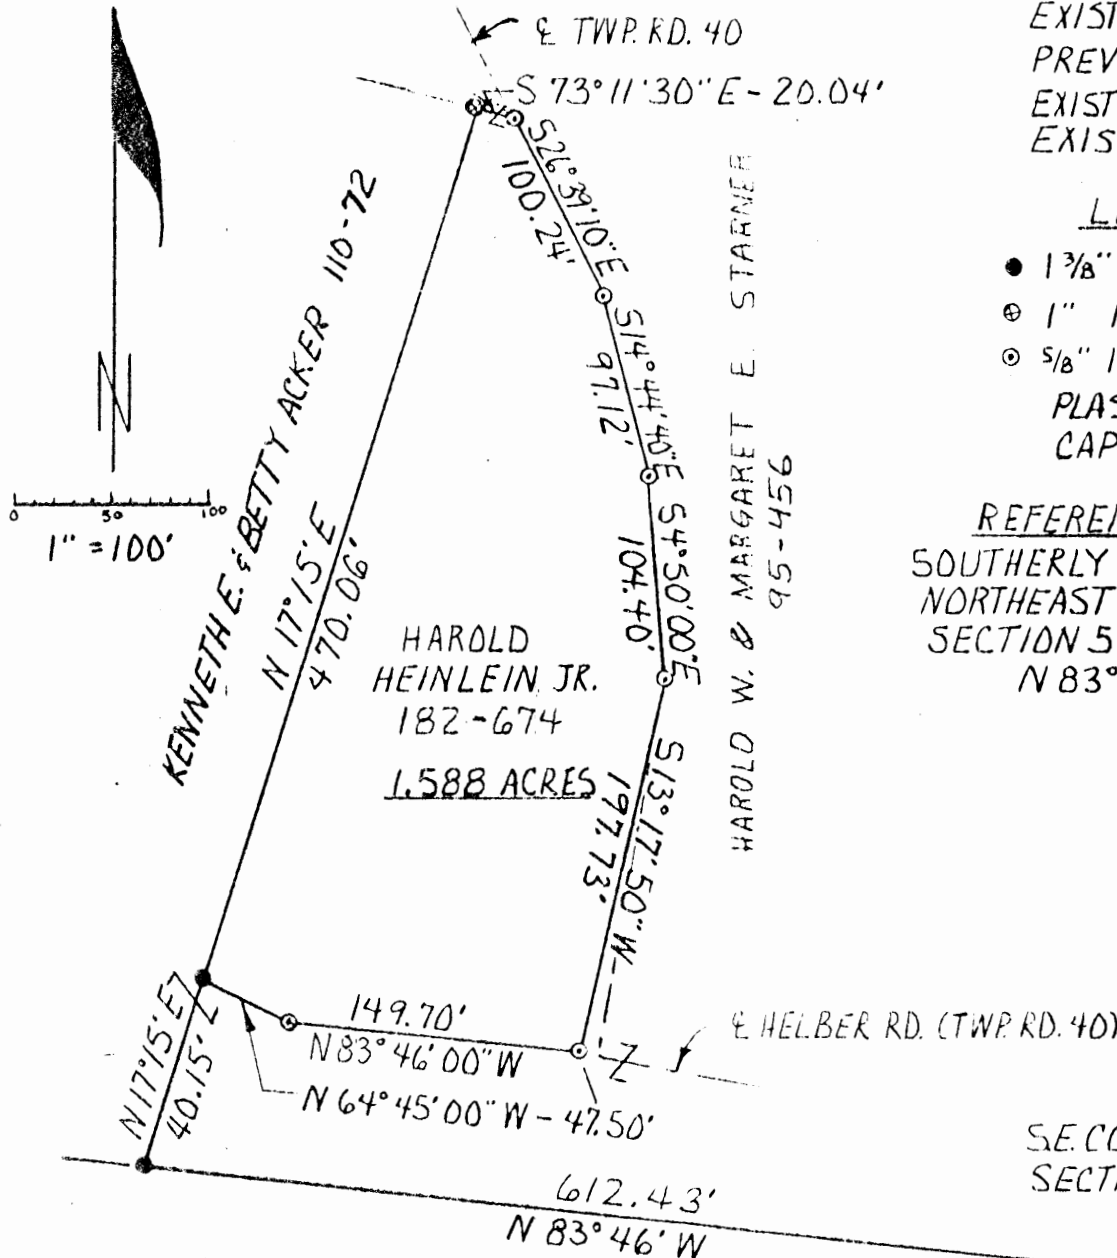 ℄ TWP. RD. 40
S 73°11'30" E - 20.04'
S26°39'10"E
100.24'
S14°44'40"E
97.12'
S4°50'00"E
104.40'
S13°17'50"W
197.73'
HAROLD W. & MARGARET E. STARNER
95-456
KENNETH E. & BETTY ACKER 110-72
N 17°15' E
470.06'
HAROLD
HEINLEIN JR.
182-674
1.588 ACRES
N
0 50 100
1" = 100'
N 17°15' E
40.15'
149.70'
N 83°46'00" W
N 64°45'00" W - 47.50'
℄ HELBER RD. (TWP. RD. 40)
612.43'
N 83°46' W
EXIST
PREV
EXIST
EXIS
1 3/8"
1" 1
5/8" 1
PLAS
CAP
REFERE
SOUTHERLY
NORTHEAST
SECTION 5
N 83°
S.E. CO
SECT